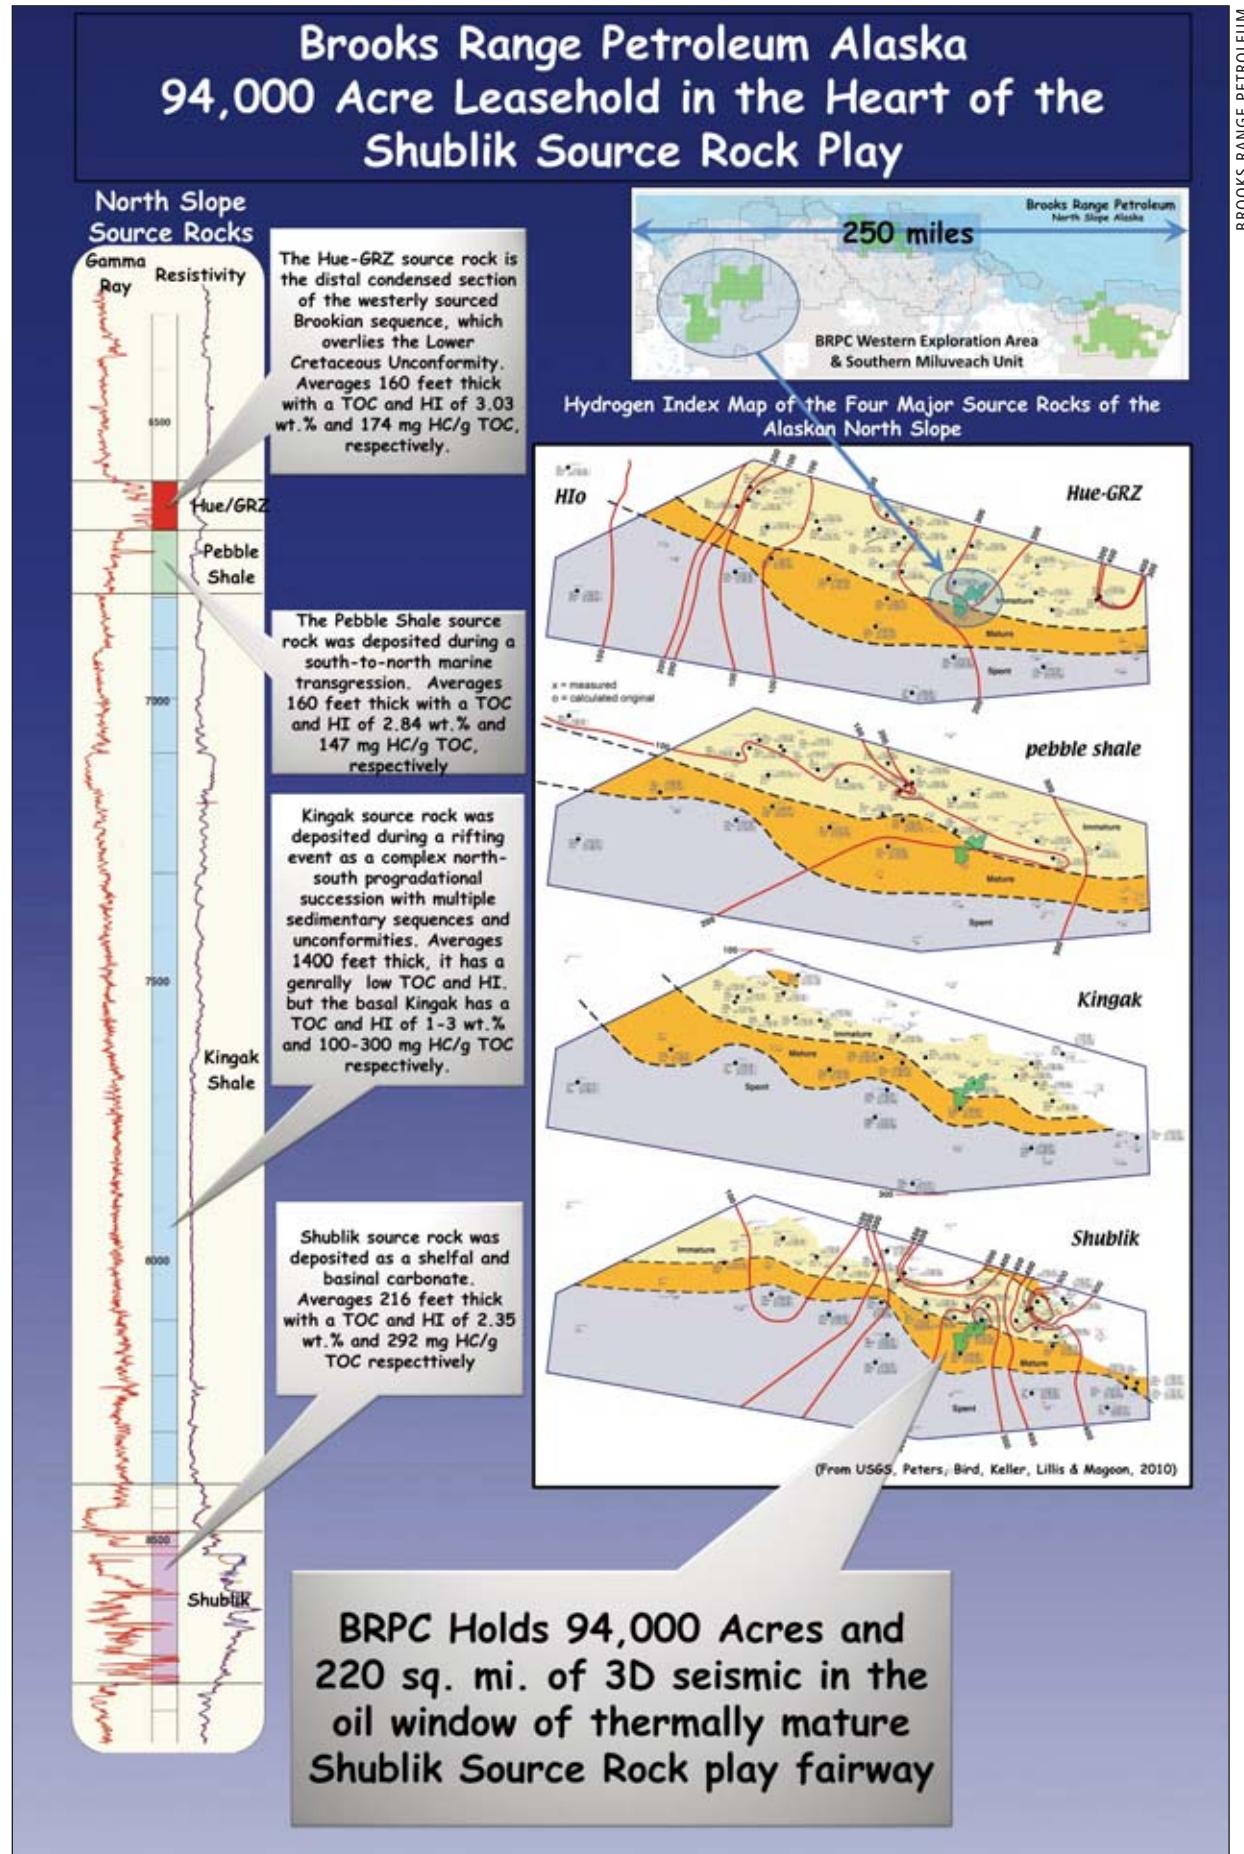 BROOKS RANGE PETROLEUM
Brooks Range Petroleum Alaska
94,000 Acre Leasehold in the Heart of the
Shublik Source Rock Play
North Slope
Source Rocks
Gamma
Ray
Resistivity
6500
Hue/GRZ
Pebble
Shale
7000
7500
Kingak
Shale
8000
8500
Shublik
The Hue-GRZ source rock is
the distal condensed section
of the westerly sourced
Brookian sequence, which
overlies the Lower
Cretaceous Unconformity.
Averages 160 feet thick
with a TOC and HI of 3.03
wt.% and 174 mg HC/g TOC,
respectively.
The Pebble Shale source
rock was deposited during a
south-to-north marine
transgression. Averages
160 feet thick with a TOC
and HI of 2.84 wt.% and
147 mg HC/g TOC,
respectively
Kingak source rock was
deposited during a rifting
event as a complex north-
south progradational
succession with multiple
sedimentary sequences and
unconformities. Averages
1400 feet thick, it has a
genrally low TOC and HI.
but the basal Kingak has a
TOC and HI of 1-3 wt.%
and 100-300 mg HC/g TOC
respectively.
Shublik source rock was
deposited as a shelfal and
basinal carbonate.
Averages 216 feet thick
with a TOC and HI of 2.35
wt.% and 292 mg HC/g
TOC respecttively
Brooks Range Petroleum
North Slope Alaska
250 miles
BRPC Western Exploration Area
& Southern Miluveach Unit
Hydrogen Index Map of the Four Major Source Rocks of the
Alaskan North Slope
HIo
Hue-GRZ
Immature
Mature
Spent
x = measured
o = calculated original
pebble shale
100
Immature
Mature
Spent
200
300
Kingak
100
Immature
Mature
Spent
300
Shublik
100
Immature
Mature
Spent
(From USGS, Peters, Bird, Keller, Lillis & Magoon, 2010)
BRPC Holds 94,000 Acres and
220 sq. mi. of 3D seismic in the
oil window of thermally mature
Shublik Source Rock play fairway